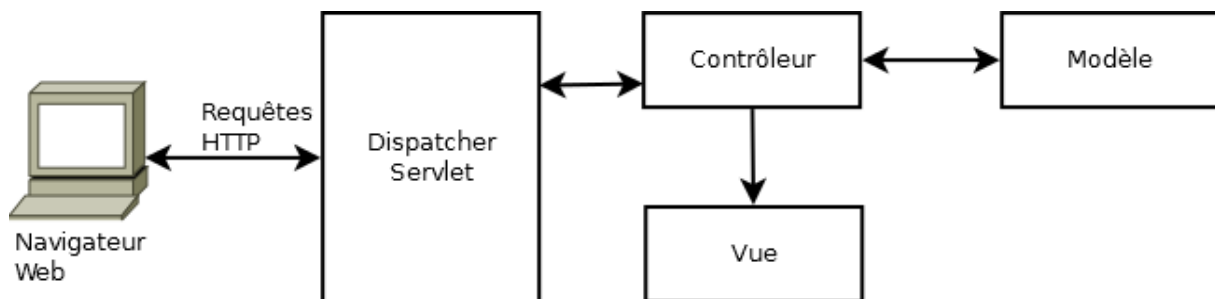 Requêtes
HTTP
Navigateur
Web
Dispatcher
Servlet
Contrôleur
Modèle
Vue